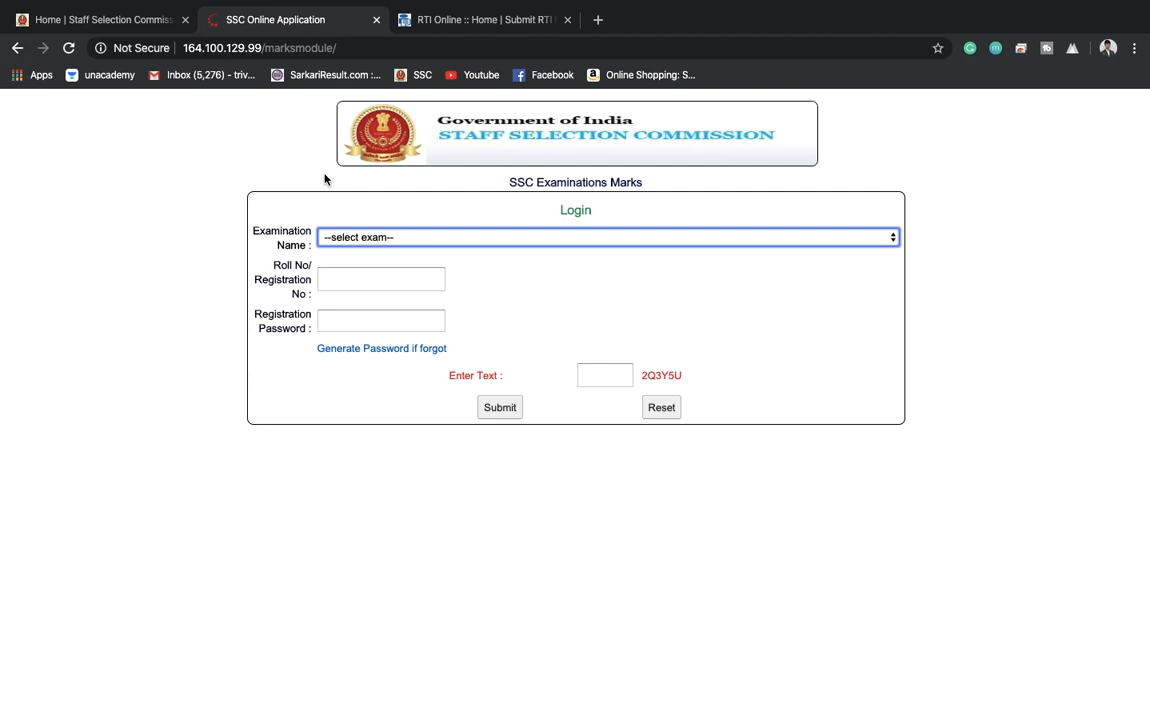 Home | Staff Selection Commiss
SSC Online Application
RTI Online :: Home | Submit RTI
Not Secure | 164.100.129.99/marksmodule/
Apps unacademy Inbox (5,276) - triv... SarkariResult.com :... SSC Youtube Facebook Online Shopping: S...
Government of India
STAFF SELECTION COMMISSION
SSC Examinations Marks
Login
Examination
Name :
--select exam--
Roll No/
Registration
No :
Registration
Password :
Generate Password if forgot
Enter Text : 2Q3Y5U
Submit Reset